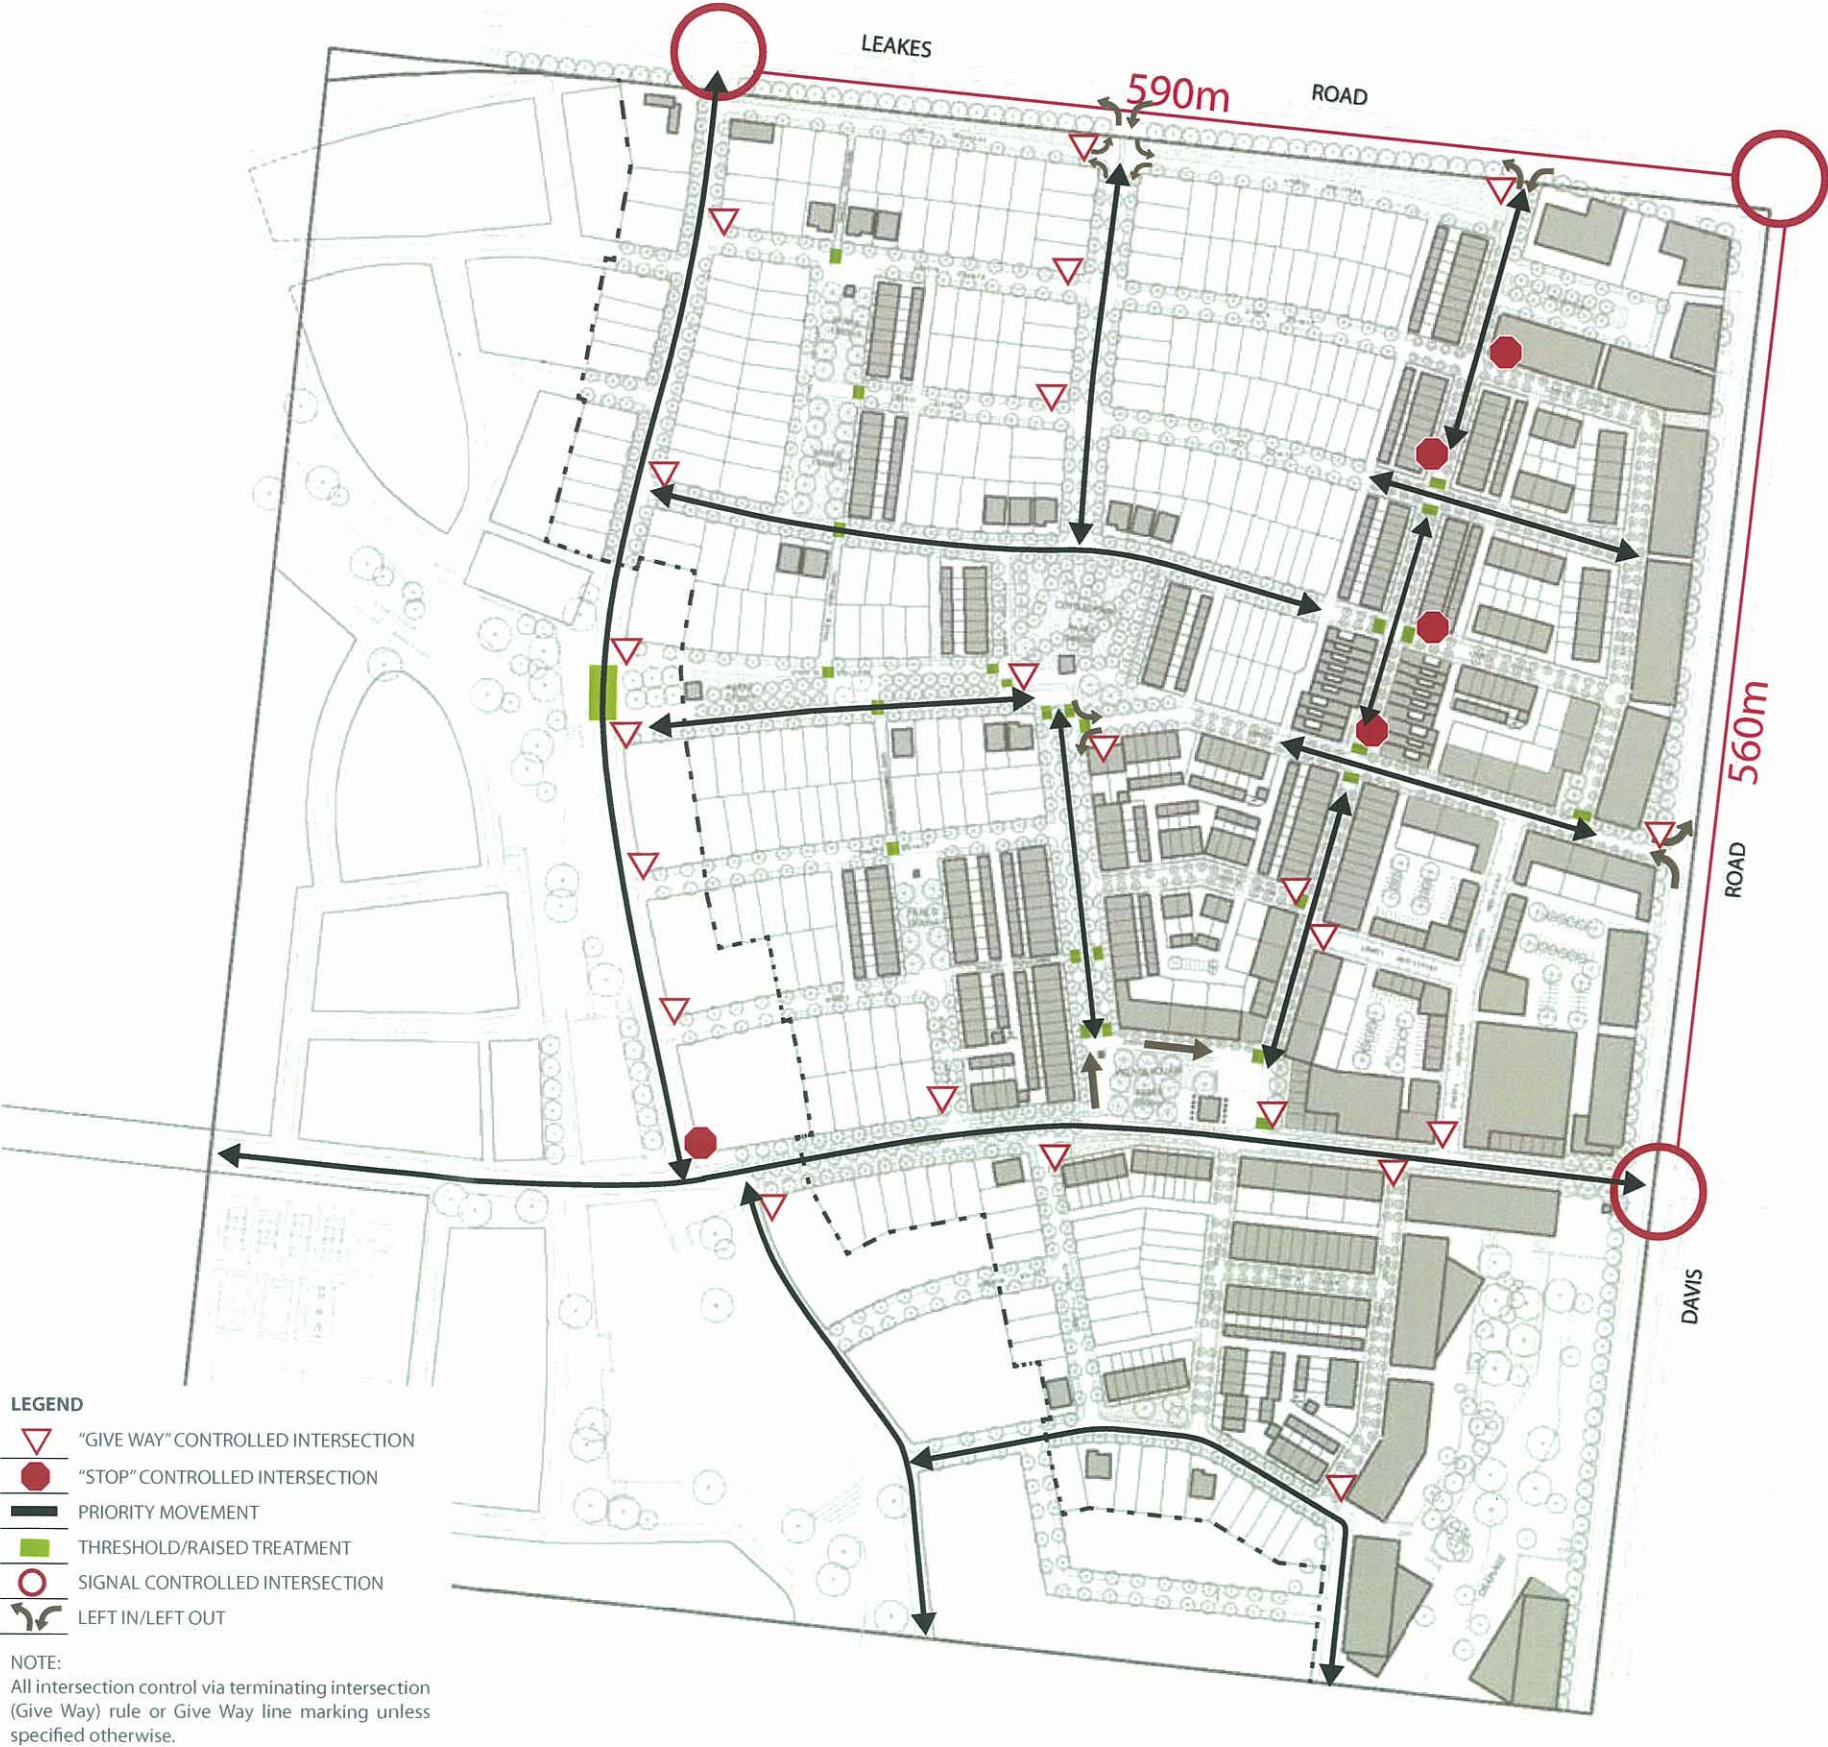 LEAKES
590m
ROAD
560m
ROAD
DAVIS
LEGEND
"GIVE WAY" CONTROLLED INTERSECTION
"STOP" CONTROLLED INTERSECTION
PRIORITY MOVEMENT
THRESHOLD/RAISED TREATMENT
SIGNAL CONTROLLED INTERSECTION
LEFT IN/LEFT OUT
NOTE:
All intersection control via terminating intersection
(Give Way) rule or Give Way line marking unless
specified otherwise.